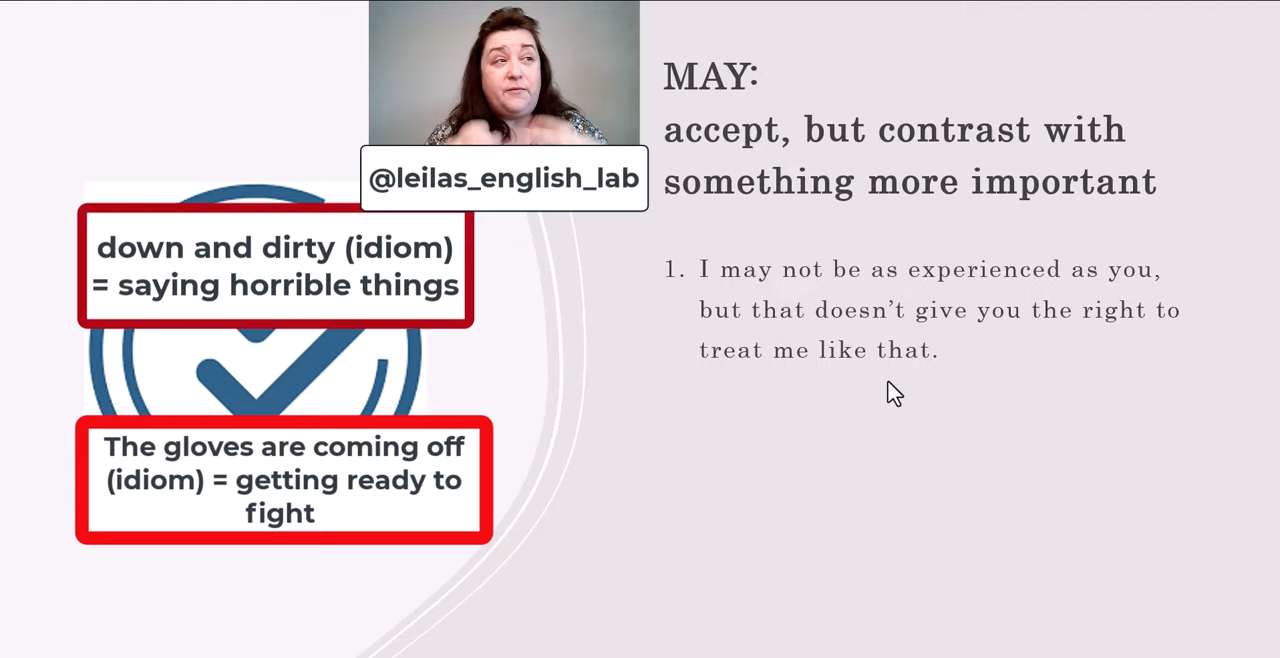 @leilas_english_lab
down and dirty (idiom)
= saying horrible things
The gloves are coming off
(idiom) = getting ready to
fight
MAY:
accept, but contrast with
something more important
1. I may not be as experienced as you,
but that doesn’t give you the right to
treat me like that.